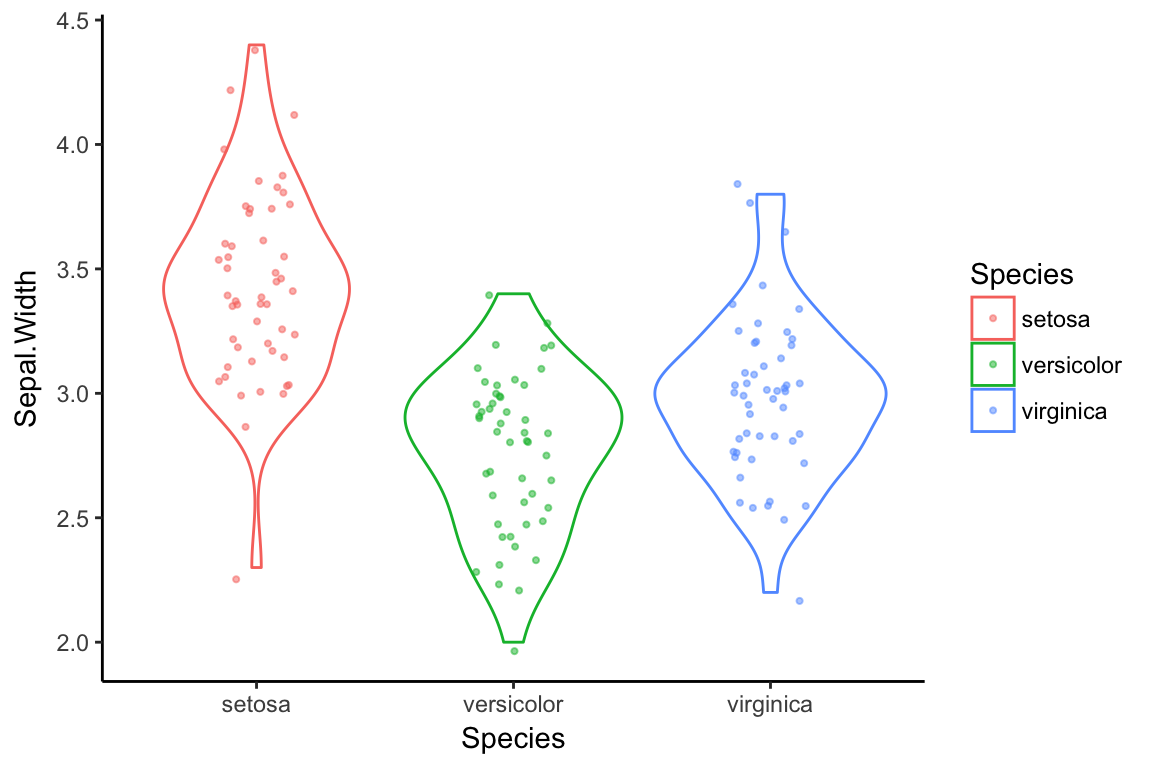 4.5
4.0
3.5
3.0
2.5
2.0
Sepal.Width
setosa
versicolor
virginica
Species
Species
setosa
versicolor
virginica